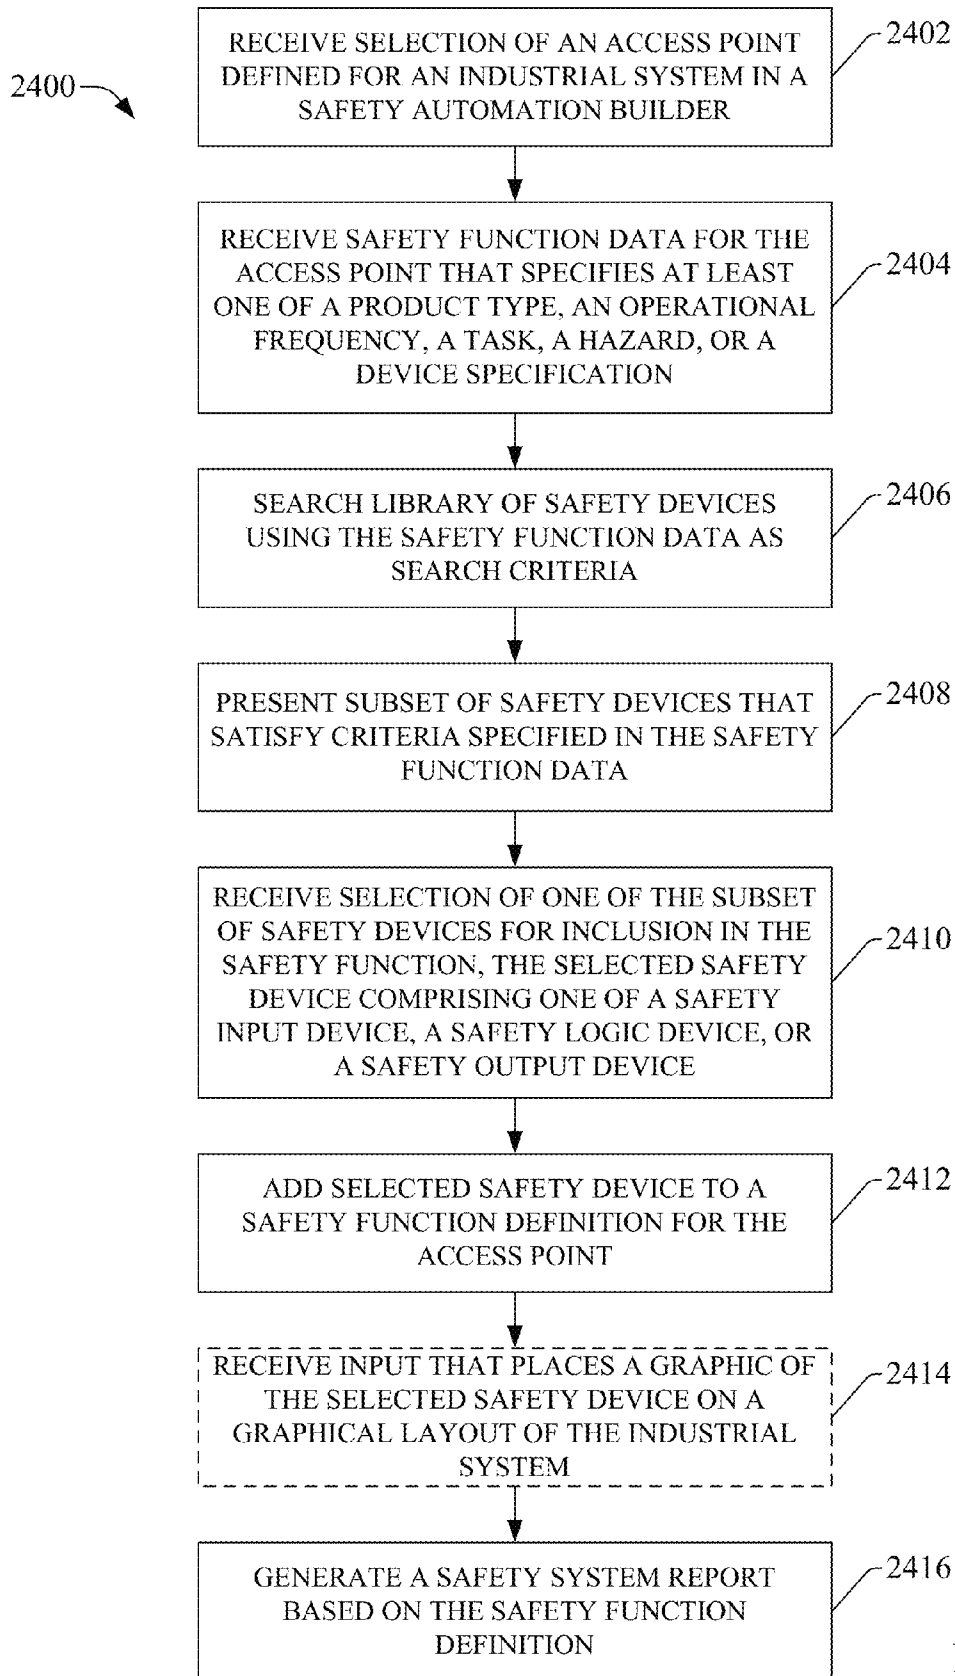 2400
RECEIVE SELECTION OF AN ACCESS POINT
DEFINED FOR AN INDUSTRIAL SYSTEM IN A
SAFETY AUTOMATION BUILDER
2402
RECEIVE SAFETY FUNCTION DATA FOR THE
ACCESS POINT THAT SPECIFIES AT LEAST
ONE OF A PRODUCT TYPE, AN OPERATIONAL
FREQUENCY, A TASK, A HAZARD, OR A
DEVICE SPECIFICATION
2404
SEARCH LIBRARY OF SAFETY DEVICES
USING THE SAFETY FUNCTION DATA AS
SEARCH CRITERIA
2406
PRESENT SUBSET OF SAFETY DEVICES THAT
SATISFY CRITERIA SPECIFIED IN THE SAFETY
FUNCTION DATA
2408
RECEIVE SELECTION OF ONE OF THE SUBSET
OF SAFETY DEVICES FOR INCLUSION IN THE
SAFETY FUNCTION, THE SELECTED SAFETY
DEVICE COMPRISING ONE OF A SAFETY
INPUT DEVICE, A SAFETY LOGIC DEVICE, OR
A SAFETY OUTPUT DEVICE
2410
ADD SELECTED SAFETY DEVICE TO A
SAFETY FUNCTION DEFINITION FOR THE
ACCESS POINT
2412
RECEIVE INPUT THAT PLACES A GRAPHIC OF
THE SELECTED SAFETY DEVICE ON A
GRAPHICAL LAYOUT OF THE INDUSTRIAL
SYSTEM
2414
GENERATE A SAFETY SYSTEM REPORT
BASED ON THE SAFETY FUNCTION
DEFINITION
2416